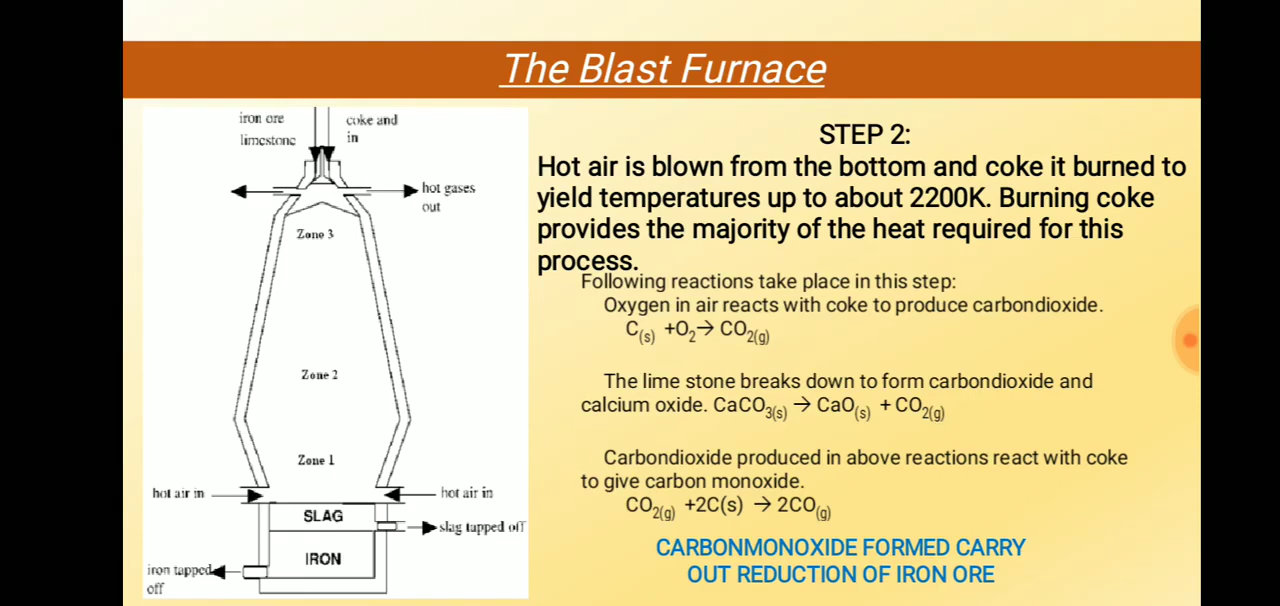 The Blast Furnace
iron ore
limestone
coke and
in
hot gases
out
Zone 3
Zone 2
Zone 1
hot air in
hot air in
SLAG
slag tapped off
IRON
iron tapped
off
STEP 2:
Hot air is blown from the bottom and coke it burned to
yield temperatures up to about 2200K. Burning coke
provides the majority of the heat required for this
process.
Following reactions take place in this step:
Oxygen in air reacts with coke to produce carbondioxide.
C(s) +O2→ CO2(g)
The lime stone breaks down to form carbondioxide and
calcium oxide. CaCO3(s) → CaO(s) + CO2(g)
Carbondioxide produced in above reactions react with coke
to give carbon monoxide.
CO2(g) +2C(s) → 2CO(g)
CARBONMONOXIDE FORMED CARRY
OUT REDUCTION OF IRON ORE